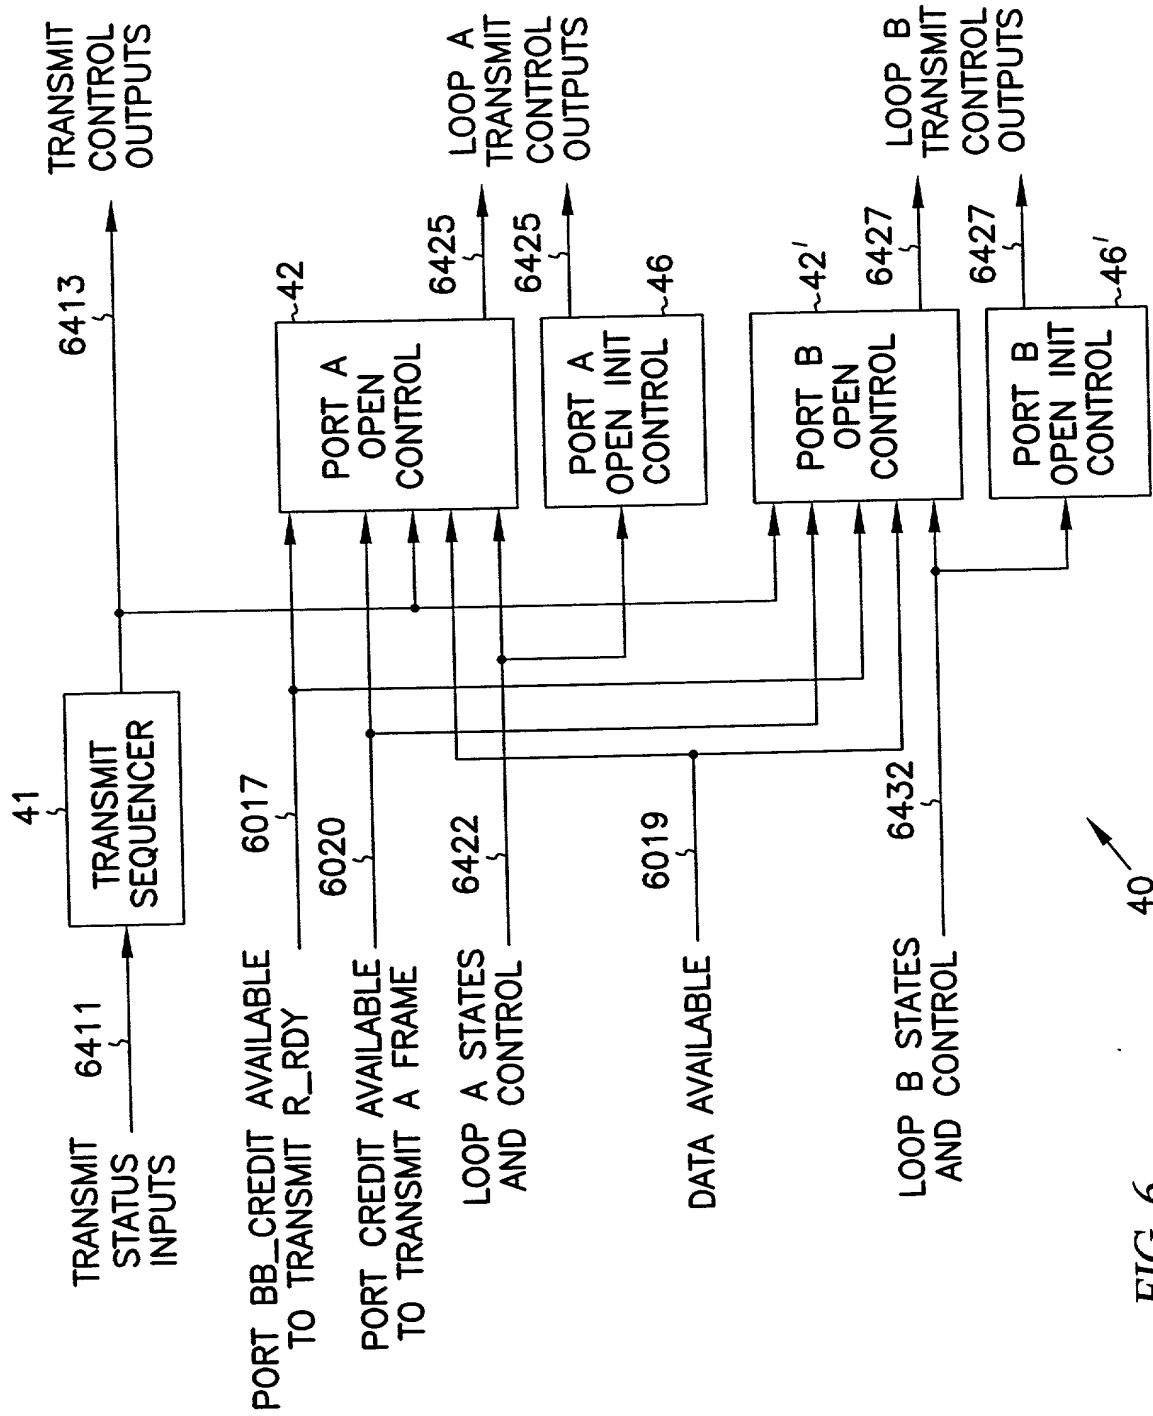 TRANSMIT
STATUS
INPUTS
6411
41
TRANSMIT
SEQUENCER
6413
TRANSMIT
CONTROL
OUTPUTS
PORT BB_CREDIT AVAILABLE
TO TRANSMIT R_RDY
6017
PORT CREDIT AVAILABLE
TO TRANSMIT A FRAME
6020
LOOP A STATES
AND CONTROL
6422
DATA AVAILABLE
6019
LOOP B STATES
AND CONTROL
6432
42
PORT A
OPEN
CONTROL
6425
LOOP A
TRANSMIT
CONTROL
OUTPUTS
46
PORT A
OPEN INIT
CONTROL
6425
42'
PORT B
OPEN
CONTROL
6427
LOOP B
TRANSMIT
CONTROL
OUTPUTS
46'
PORT B
OPEN INIT
CONTROL
6427
40
FIG. 6